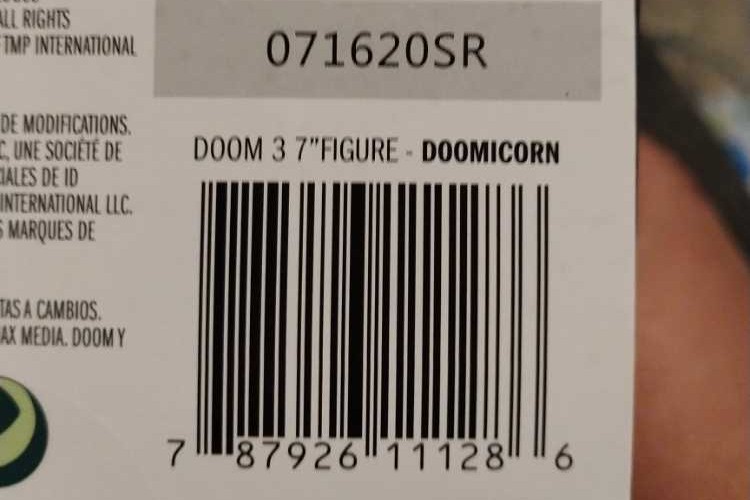 ALL RIGHTS
TMP INTERNATIONAL
071620SR
DE MODIFICATIONS.
C, UNE SOCIÉTÉ DE
IALES DE ID
INTERNATIONAL LLC.
S MARQUES DE
DOOM 3 7"FIGURE - DOOMICORN
TAS A CAMBIOS.
AX MEDIA. DOOM Y
7 87926 11128 6